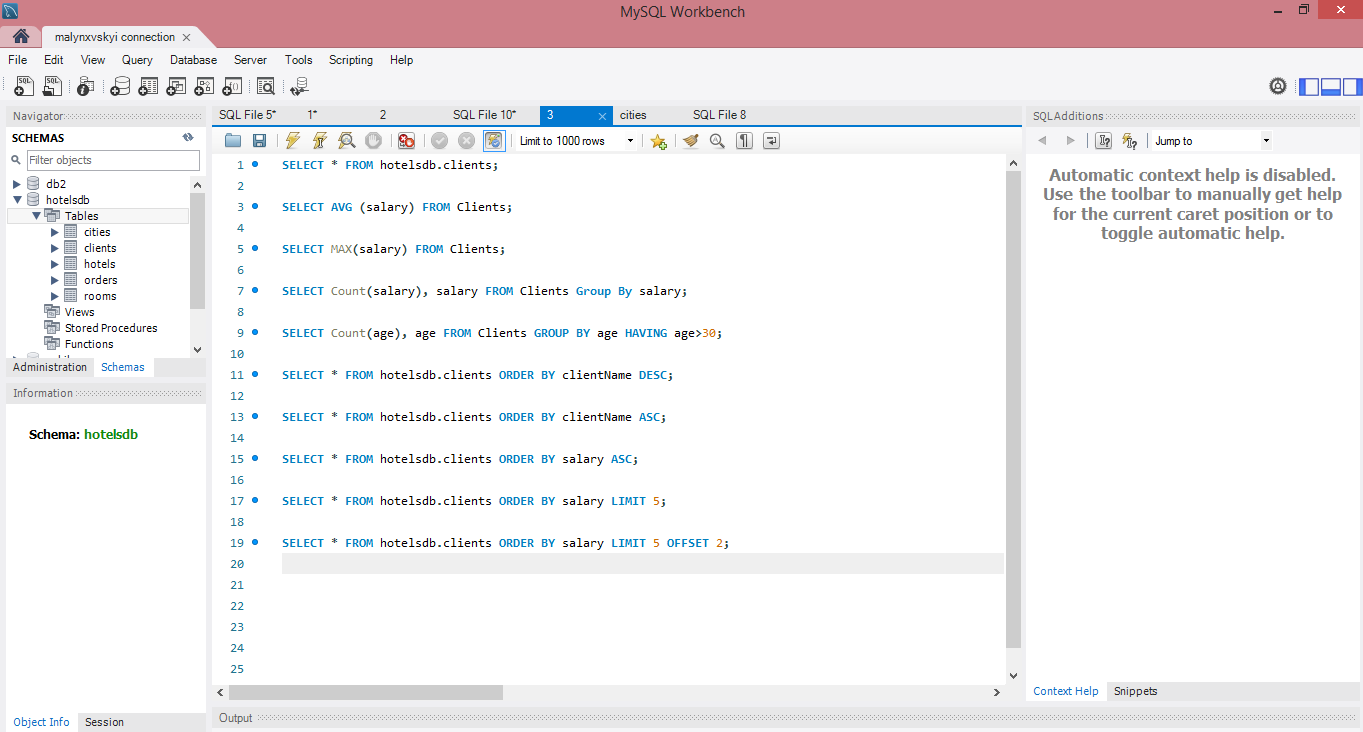 MySQL Workbench
malynxvskyi connection
File Edit View Query Database Server Tools Scripting Help
Navigator
SCHEMAS
Filter objects
db2
hotelsdb
Tables
cities
clients
hotels
orders
rooms
Views
Stored Procedures
Functions
Administration Schemas
Information
Schema: hotelsdb
Object Info Session
SQL File 5* 1* 2 SQL File 10* 3 cities SQL File 8
Limit to 1000 rows
1 SELECT * FROM hotelsdb.clients;
2
3 SELECT AVG (salary) FROM Clients;
4
5 SELECT MAX(salary) FROM Clients;
6
7 SELECT Count(salary), salary FROM Clients Group By salary;
8
9 SELECT Count(age), age FROM Clients GROUP BY age HAVING age>30;
10
11 SELECT * FROM hotelsdb.clients ORDER BY clientName DESC;
12
13 SELECT * FROM hotelsdb.clients ORDER BY clientName ASC;
14
15 SELECT * FROM hotelsdb.clients ORDER BY salary ASC;
16
17 SELECT * FROM hotelsdb.clients ORDER BY salary LIMIT 5;
18
19 SELECT * FROM hotelsdb.clients ORDER BY salary LIMIT 5 OFFSET 2;
20
21
22
23
24
25
Output
SQLAdditions
Jump to
Automatic context help is disabled.
Use the toolbar to manually get help
for the current caret position or to
toggle automatic help.
Context Help Snippets